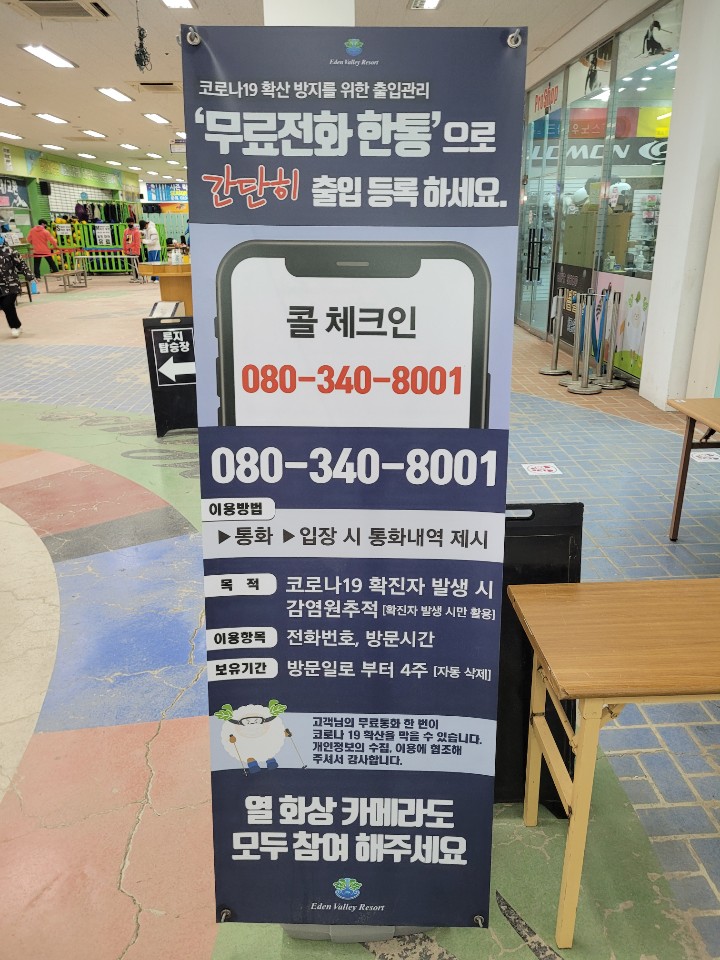 Eden Valley Resort
코로나19 확산 방지를 위한 출입관리
'무료전화 한통'으로
간단히 출입 등록 하세요.
콜 체크인
080-340-8001
080-340-8001
이용방법
▶통화 ▶입장 시 통화내역 제시
목 적
코로나19 확진자 발생 시
감염원추적 [확진자 발생 시만 활용]
이용항목
전화번호, 방문시간
보유기간
방문일로 부터 4주 [자동 삭제]
고객님의 무료통화 한 번이
코로나 19 확산을 막을 수 있습니다.
개인정보의 수집, 이용에 협조해
주셔서 감사합니다.
열 화상 카메라도
모두 참여 해주세요
Eden Valley Resort
루지
탑승장
ProShop